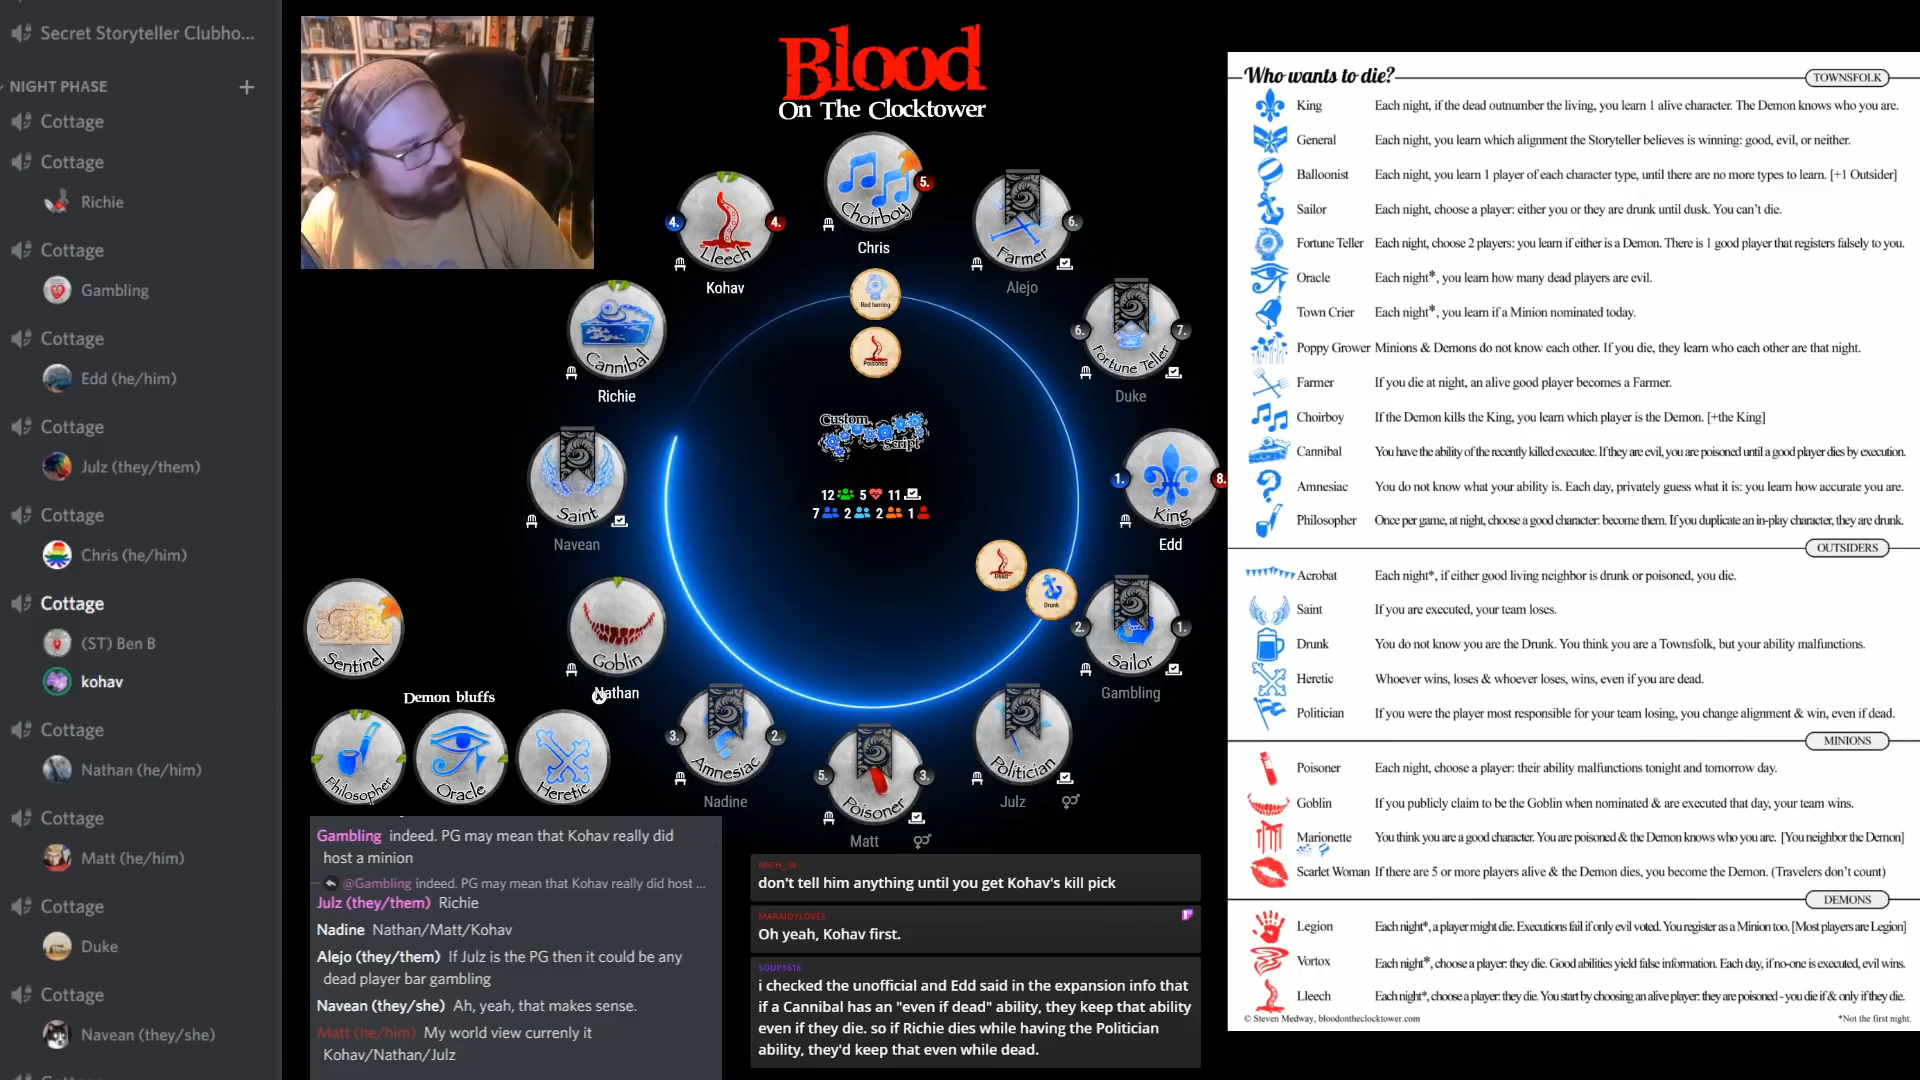 Secret Storyteller Clubho...
NIGHT PHASE
Cottage
Cottage
Richie
Cottage
Gambling
Cottage
Edd (he/him)
Cottage
Julz (they/them)
Cottage
Chris (he/him)
Cottage
(ST) Ben B
kohav
Cottage
Nathan (he/him)
Cottage
Matt (he/him)
Cottage
Duke
Cottage
Navean (they/she)
Blood
On The Clocktower
Choirboy
5.
Chris
Farmer
6.
Alejo
Fortune Teller
6.
7.
Duke
King
1.
8.
Edd
Sailor
2.
1.
Gambling
Politician
Julz
Poisoner
5.
3.
Matt
Amnesiac
3.
2.
Nadine
Goblin
Nathan
Saint
Navean
Cannibal
Richie
Lleech
4.
4.
Kohav
Red herring
Poisoned
Dead
Drunk
Custom
Script
12 5 11
7 2 2 1
Sentinel
Demon bluffs
Philosopher
Oracle
Heretic
Gambling indeed. PG may mean that Kohav really did
host a minion
@Gambling indeed. PG may mean that Kohav really did host ...
Julz (they/them) Richie
Nadine Nathan/Matt/Kohav
Alejo (they/them) If Julz is the PG then it could be any
dead player bar gambling
Navean (they/she) Ah, yeah, that makes sense.
Matt (he/him) My world view currenly it
Kohav/Nathan/Julz
MICH__W
don't tell him anything until you get Kohav's kill pick
MARAJOYLOVES
Oh yeah, Kohav first.
SOUP1618
i checked the unofficial and Edd said in the expansion info that
if a Cannibal has an "even if dead" ability, they keep that ability
even if they die. so if Richie dies while having the Politician
ability, they'd keep that even while dead.
Who wants to die?
TOWNSFOLK
King Each night, if the dead outnumber the living, you learn 1 alive character. The Demon knows who you are.
General Each night, you learn which alignment the Storyteller believes is winning: good, evil, or neither.
Balloonist Each night, you learn 1 player of each character type, until there are no more types to learn. [+1 Outsider]
Sailor Each night, choose a player: either you or they are drunk until dusk. You can't die.
Fortune Teller Each night, choose 2 players: you learn if either is a Demon. There is 1 good player that registers falsely to you.
Oracle Each night*, you learn how many dead players are evil.
Town Crier Each night*, you learn if a Minion nominated today.
Poppy Grower Minions & Demons do not know each other. If you die, they learn who each other are that night.
Farmer If you die at night, an alive good player becomes a Farmer.
Choirboy If the Demon kills the King, you learn which player is the Demon. [+the King]
Cannibal You have the ability of the recently killed executee. If they are evil, you are poisoned until a good player dies by execution.
Amnesiac You do not know what your ability is. Each day, privately guess what it is: you learn how accurate you are.
Philosopher Once per game, at night, choose a good character: become them. If you duplicate an in-play character, they are drunk.
OUTSIDERS
Acrobat Each night*, if either good living neighbor is drunk or poisoned, you die.
Saint If you are executed, your team loses.
Drunk You do not know you are the Drunk. You think you are a Townsfolk, but your ability malfunctions.
Heretic Whoever wins, loses & whoever loses, wins, even if you are dead.
Politician If you were the player most responsible for your team losing, you change alignment & win, even if dead.
MINIONS
Poisoner Each night, choose a player: their ability malfunctions tonight and tomorrow day.
Goblin If you publicly claim to be the Goblin when nominated & are executed that day, your team wins.
Marionette You think you are a good character. You are poisoned & the Demon knows who you are. [You neighbor the Demon]
Scarlet Woman If there are 5 or more players alive & the Demon dies, you become the Demon. (Travelers don't count)
DEMONS
Legion Each night*, a player might die. Executions fail if only evil voted. You register as a Minion too. [Most players are Legion]
Vortox Each night*, choose a player: they die. Good abilities yield false information. Each day, if no-one is executed, evil wins.
Lleech Each night*, choose a player: they die. You start by choosing an alive player: they are poisoned - you die if & only if they die.
© Steven Medway, bloodontheclocktower.com
*Not the first night.